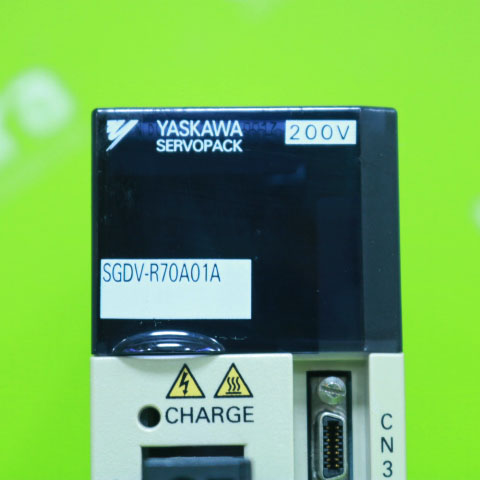 YASKAWA 200V
SERVOPACK
SGDV-R70A01A
CHARGE
CN3